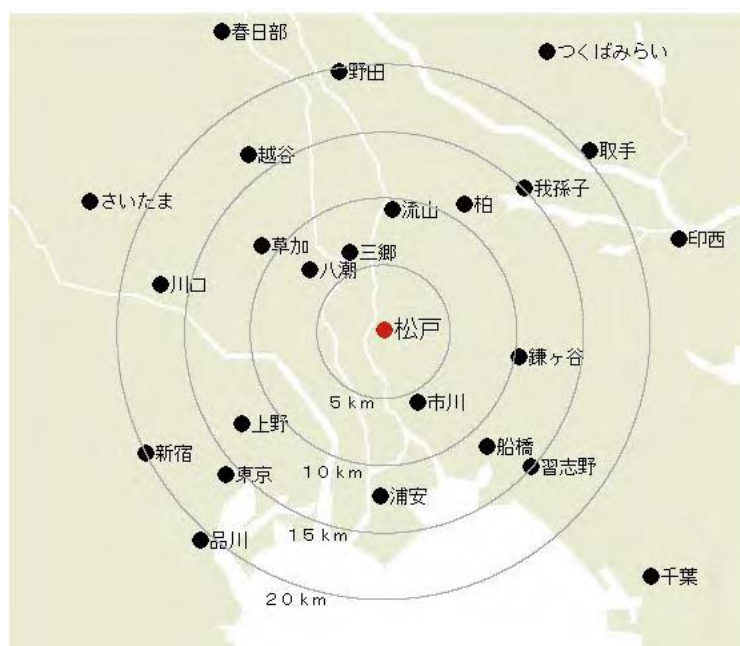 春日部
つくばみらい
野田
越谷
取手
我孫子
さいたま
流山
柏
印西
草加
三郷
八潮
川口
松戸
鎌ヶ谷
5km
市川
上野
船橋
新宿
10km
習志野
東京
浦安
15km
品川
千葉
20km